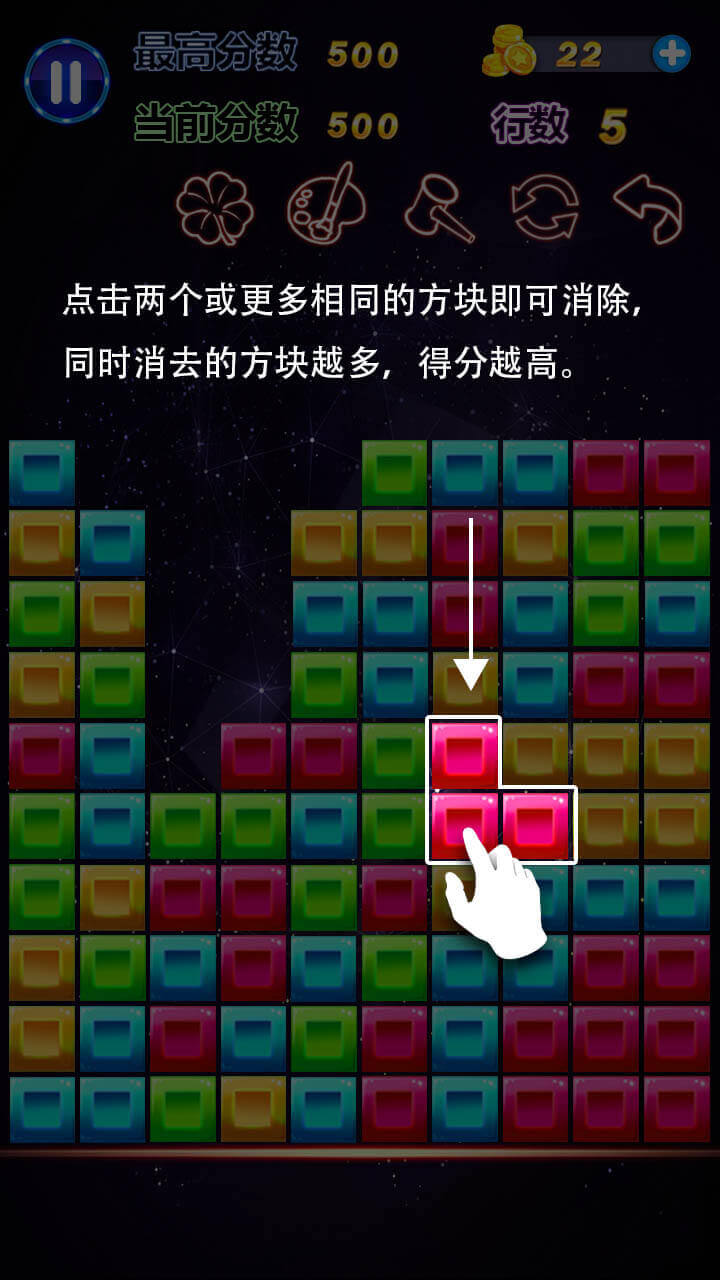 最高分数 500
22
当前分数 500
行数 5
点击两个或更多相同的方块即可消除，
同时消去的方块越多，得分越高。